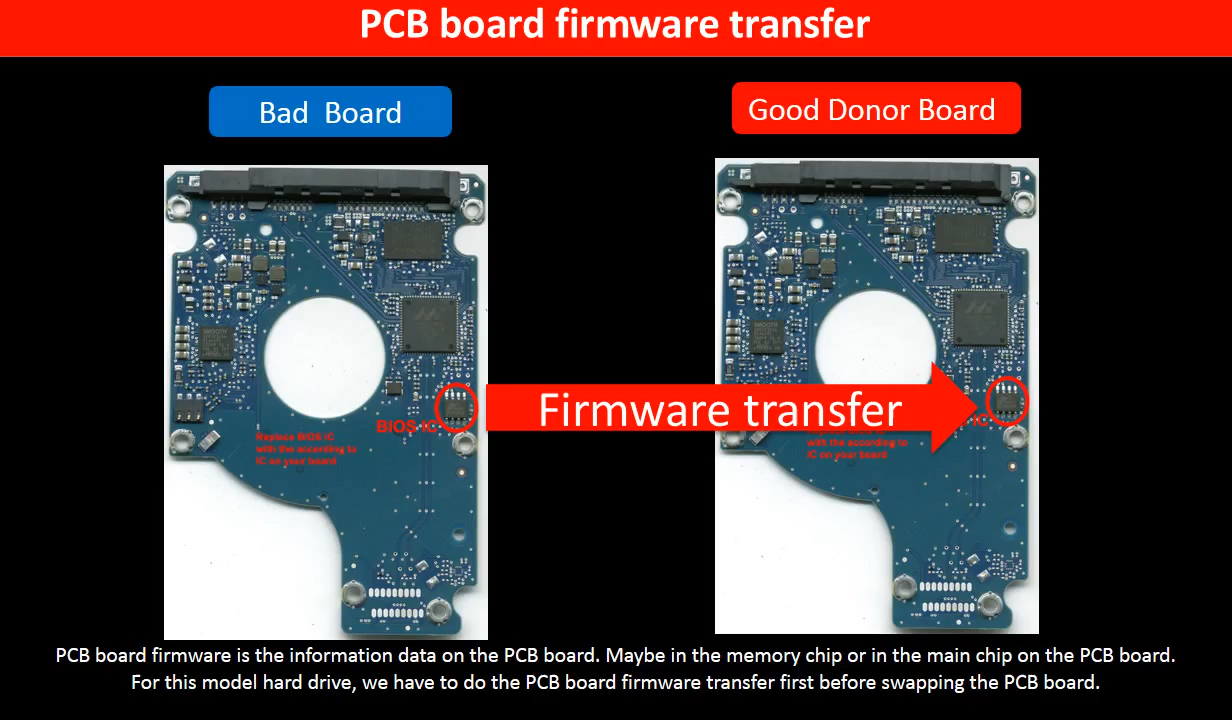 PCB board firmware transfer
Bad Board
Good Donor Board
SMOOTH
BIOS IC
Replace BIOS IC
with the according to
IC on your board
SMOOTH
Firmware transfer
IC
with the according to
IC on your board
PCB board firmware is the information data on the PCB board. Maybe in the memory chip or in the main chip on the PCB board.
For this model hard drive, we have to do the PCB board firmware transfer first before swapping the PCB board.